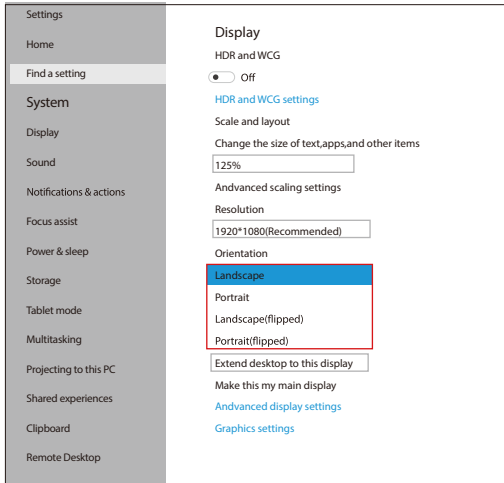 Settings
Home
Find a setting
System
Display
Sound
Notifications & actions
Focus assist
Power & sleep
Storage
Tablet mode
Multitasking
Projecting to this PC
Shared experiences
Clipboard
Remote Desktop
Display
HDR and WCG
Off
HDR and WCG settings
Scale and layout
Change the size of text,apps,and other items
125%
Andvanced scaling settings
Resolution
1920*1080(Recommended)
Orientation
Landscape
Portrait
Landscape(flipped)
Portrait(flipped)
Extend desktop to this display
Make this my main display
Andvanced display settings
Graphics settings